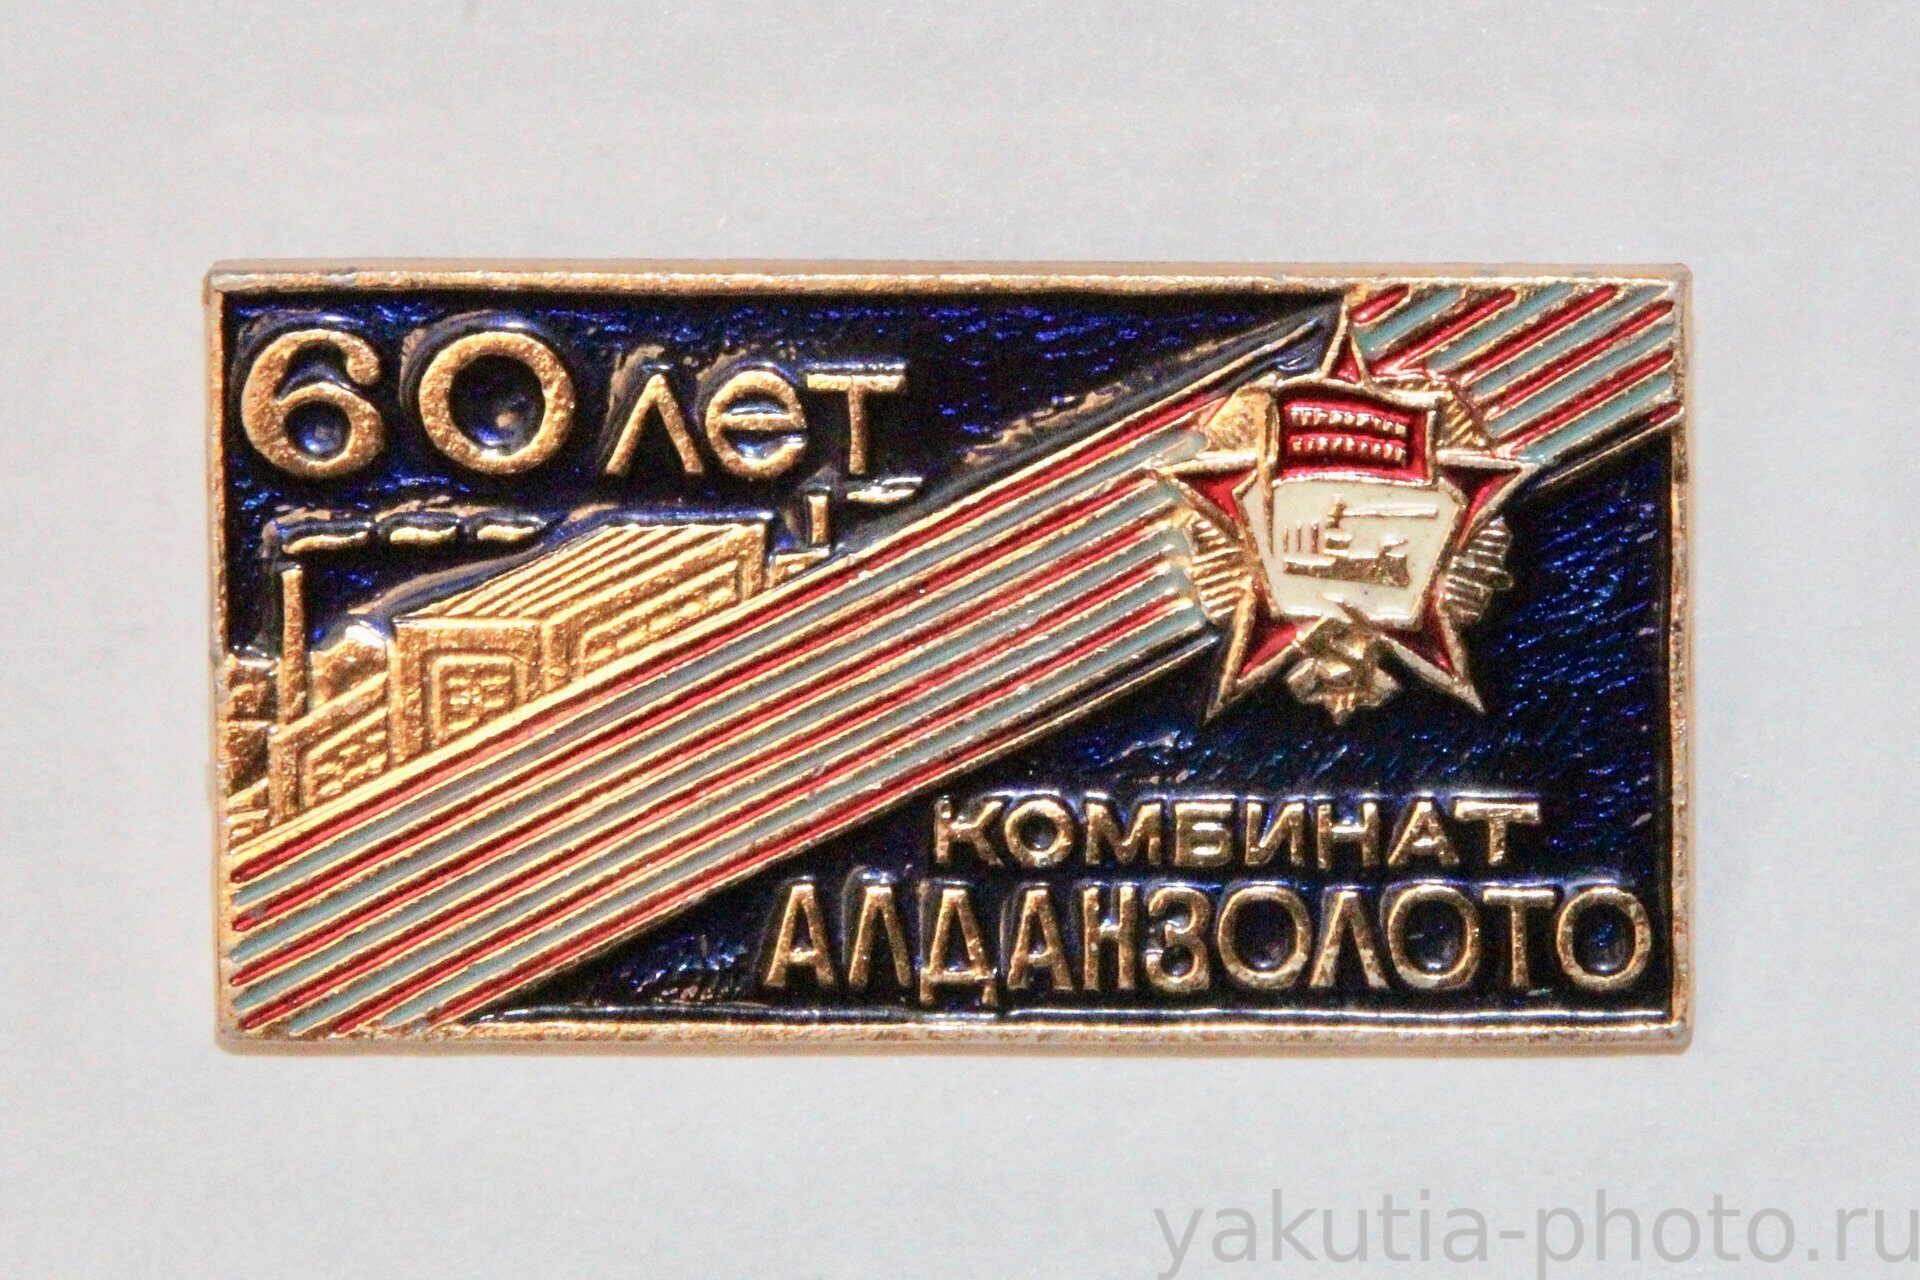 60 лет
КОМБИНАТ
АЛДАНЗОЛОТО
yakutia-photo.ru